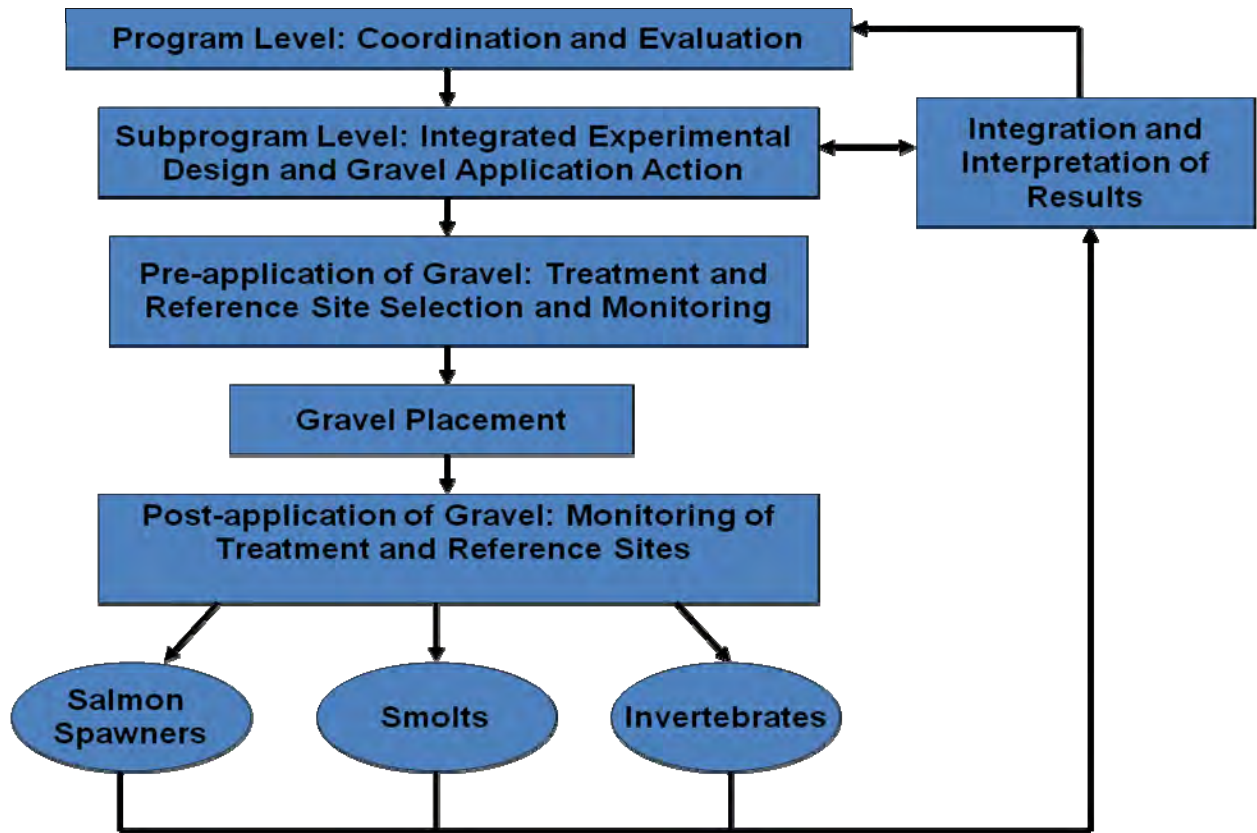 Program Level: Coordination and Evaluation
Subprogram Level: Integrated Experimental
Design and Gravel Application Action
Integration and
Interpretation of
Results
Pre-application of Gravel: Treatment and
Reference Site Selection and Monitoring
Gravel Placement
Post-application of Gravel: Monitoring of
Treatment and Reference Sites
Salmon
Spawners
Smolts
Invertebrates